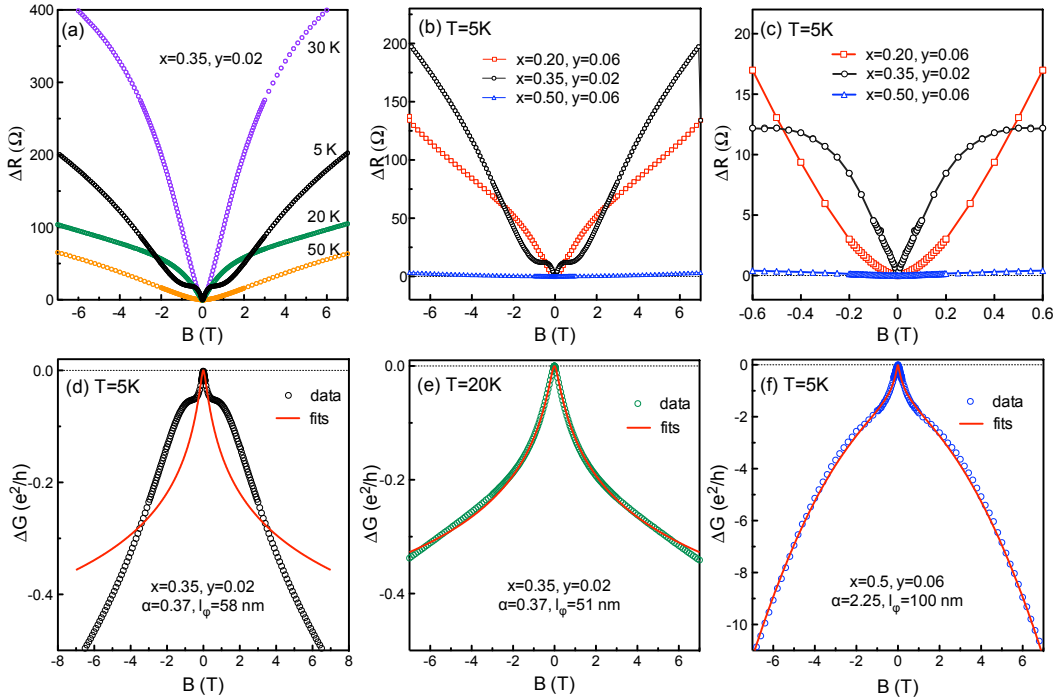 (a)
x=0.35, y=0.02
30 K
5 K
20 K
50 K
400
300
200
100
0
ΔR (Ω)
-6 -4 -2 0 2 4 6
B (T)
(b) T=5K
x=0.20, y=0.06
x=0.35, y=0.02
x=0.50, y=0.06
200
150
100
50
0
ΔR (Ω)
-6 -4 -2 0 2 4 6
B (T)
(c) T=5K
x=0.20, y=0.06
x=0.35, y=0.02
x=0.50, y=0.06
20
15
10
5
0
ΔR (Ω)
-0.6 -0.4 -0.2 0.0 0.2 0.4 0.6
B (T)
(d) T=5K
data
fits
0.0
-0.2
-0.4
ΔG (e²/h)
x=0.35, y=0.02
α=0.37, lφ=58 nm
-8 -6 -4 -2 0 2 4 6 8
B (T)
(e) T=20K
data
fits
0.0
-0.2
-0.4
ΔG (e²/h)
x=0.35, y=0.02
α=0.37, lφ=51 nm
-6 -4 -2 0 2 4 6
B (T)
(f) T=5K
data
fits
0
-2
-4
-6
-8
-10
ΔG (e²/h)
x=0.5, y=0.06
α=2.25, lφ=100 nm
-6 -4 -2 0 2 4 6
B (T)